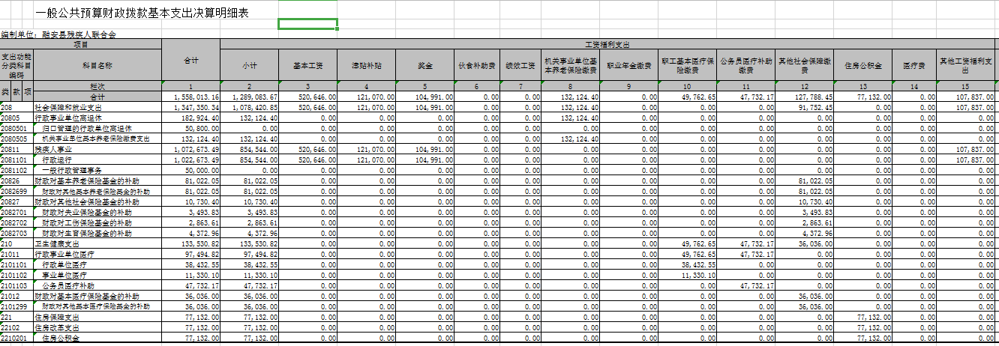 一般公共预算财政拨款基本支出决算明细表
编制单位：融安县残疾人联合会
项目 合计 工资福利支出
支出功能分类科目编码 科目名称 小计 基本工资 津贴补贴 奖金 伙食补助费 绩效工资 机关事业单位基本养老保险缴费 职业年金缴费 职工基本医疗保险缴费 公务员医疗补助缴费 其他社会保障缴费 住房公积金 医疗费 其他工资福利支出
类 款 项 栏次 1 2 3 4 5 6 7 8 9 10 11 12 13 14 15
合计 1,558,013.16 1,289,083.67 520,646.00 121,070.00 104,991.00 0.00 0.00 132,124.40 0.00 49,762.65 47,732.17 127,788.45 77,132.00 0.00 107,837.00
208 社会保障和就业支出 1,347,350.34 1,078,420.85 520,646.00 121,070.00 104,991.00 0.00 0.00 132,124.40 0.00 0.00 0.00 91,752.45 0.00 0.00 107,837.00
20805 行政事业单位离退休 182,924.40 132,124.40 0.00 0.00 0.00 0.00 0.00 132,124.40 0.00 0.00 0.00 0.00 0.00 0.00 0.00
2080501 归口管理的行政单位离退休 50,800.00 0.00 0.00 0.00 0.00 0.00 0.00 0.00 0.00 0.00 0.00 0.00 0.00 0.00 0.00
2080505 机关事业单位基本养老保险缴费支出 132,124.40 132,124.40 0.00 0.00 0.00 0.00 0.00 132,124.40 0.00 0.00 0.00 0.00 0.00 0.00 0.00
20811 残疾人事业 1,072,673.49 854,544.00 520,646.00 121,070.00 104,991.00 0.00 0.00 0.00 0.00 0.00 0.00 0.00 0.00 0.00 107,837.00
2081101 行政运行 1,022,673.49 854,544.00 520,646.00 121,070.00 104,991.00 0.00 0.00 0.00 0.00 0.00 0.00 0.00 0.00 0.00 107,837.00
2081102 一般行政管理事务 50,000.00 0.00 0.00 0.00 0.00 0.00 0.00 0.00 0.00 0.00 0.00 0.00 0.00 0.00 0.00
20826 财政对基本养老保险基金的补助 81,022.05 81,022.05 0.00 0.00 0.00 0.00 0.00 0.00 0.00 0.00 0.00 81,022.05 0.00 0.00 0.00
2082699 财政对其他基本养老保险基金的补助 81,022.05 81,022.05 0.00 0.00 0.00 0.00 0.00 0.00 0.00 0.00 0.00 81,022.05 0.00 0.00 0.00
20827 财政对其他社会保险基金的补助 10,730.40 10,730.40 0.00 0.00 0.00 0.00 0.00 0.00 0.00 0.00 0.00 10,730.40 0.00 0.00 0.00
2082701 财政对失业保险基金的补助 3,493.83 3,493.83 0.00 0.00 0.00 0.00 0.00 0.00 0.00 0.00 0.00 3,493.83 0.00 0.00 0.00
2082702 财政对工伤保险基金的补助 2,863.61 2,863.61 0.00 0.00 0.00 0.00 0.00 0.00 0.00 0.00 0.00 2,863.61 0.00 0.00 0.00
2082703 财政对生育保险基金的补助 4,372.96 4,372.96 0.00 0.00 0.00 0.00 0.00 0.00 0.00 0.00 0.00 4,372.96 0.00 0.00 0.00
210 卫生健康支出 133,530.82 133,530.82 0.00 0.00 0.00 0.00 0.00 0.00 0.00 49,762.65 47,732.17 36,036.00 0.00 0.00 0.00
21011 行政事业单位医疗 97,494.82 97,494.82 0.00 0.00 0.00 0.00 0.00 0.00 0.00 49,762.65 47,732.17 0.00 0.00 0.00 0.00
2101101 行政单位医疗 38,432.55 38,432.55 0.00 0.00 0.00 0.00 0.00 0.00 0.00 38,432.55 0.00 0.00 0.00 0.00 0.00
2101102 事业单位医疗 11,330.10 11,330.10 0.00 0.00 0.00 0.00 0.00 0.00 0.00 11,330.10 0.00 0.00 0.00 0.00 0.00
2101103 公务员医疗补助 47,732.17 47,732.17 0.00 0.00 0.00 0.00 0.00 0.00 0.00 0.00 47,732.17 0.00 0.00 0.00 0.00
21012 财政对基本医疗保险基金的补助 36,036.00 36,036.00 0.00 0.00 0.00 0.00 0.00 0.00 0.00 0.00 0.00 36,036.00 0.00 0.00 0.00
2101299 财政对其他基本医疗保险基金的补助 36,036.00 36,036.00 0.00 0.00 0.00 0.00 0.00 0.00 0.00 0.00 0.00 36,036.00 0.00 0.00 0.00
221 住房保障支出 77,132.00 77,132.00 0.00 0.00 0.00 0.00 0.00 0.00 0.00 0.00 0.00 0.00 77,132.00 0.00 0.00
22102 住房改革支出 77,132.00 77,132.00 0.00 0.00 0.00 0.00 0.00 0.00 0.00 0.00 0.00 0.00 77,132.00 0.00 0.00
2210201 住房公积金 77,132.00 77,132.00 0.00 0.00 0.00 0.00 0.00 0.00 0.00 0.00 0.00 0.00 77,132.00 0.00 0.00